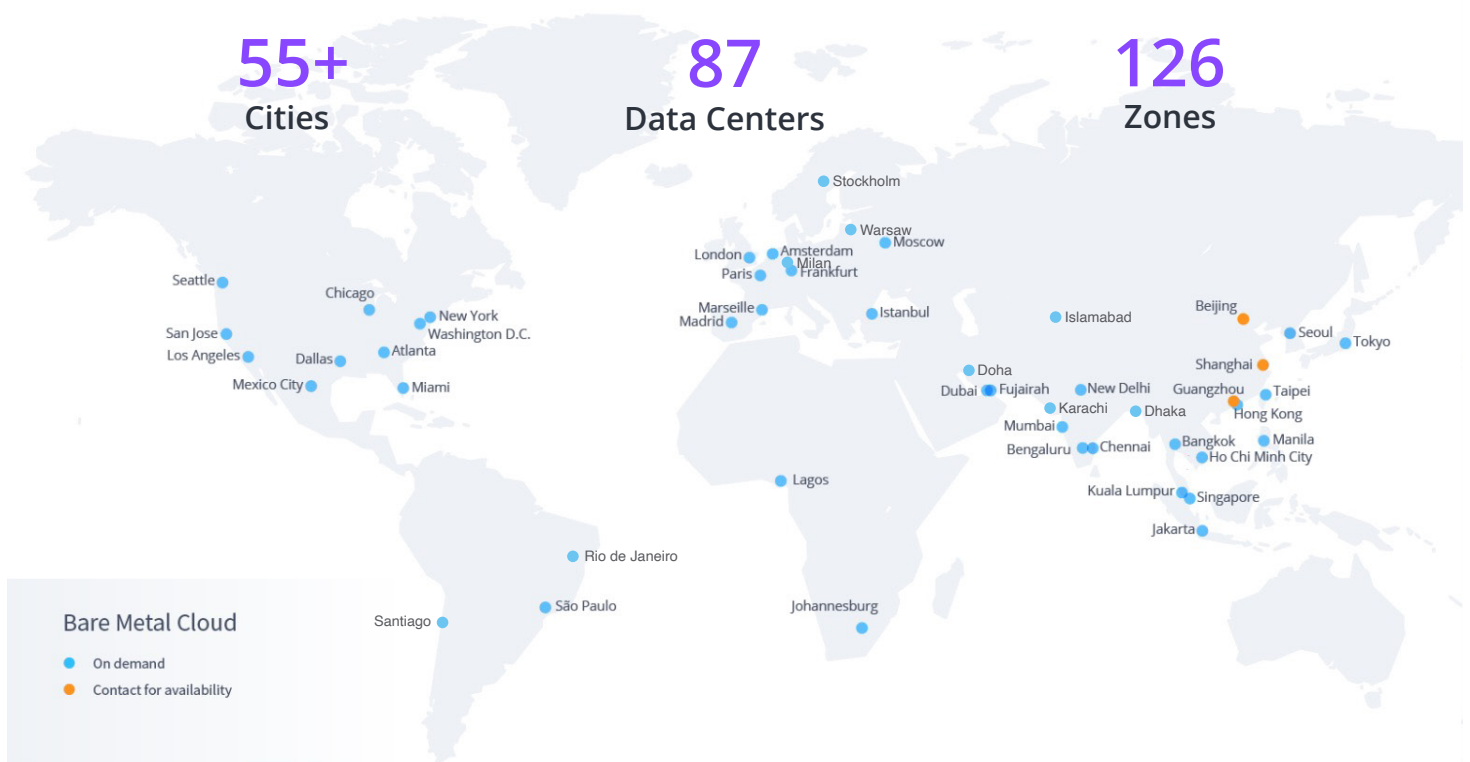 55+
87
126
Cities
Data Centers
Zones
Stockholm
Warsaw
Moscow
London
Amsterdam
Milan
Paris
Frankfurt
Seattle
Chicago
Marseille
Madrid
Istanbul
Islamabad
Beijing
New York
Washington D.C.
San Jose
Los Angeles
Dallas
Atlanta
Seoul
Tokyo
Shanghai
Mexico City
Miami
Doha
Dubai
Fujairah
New Delhi
Guangzhou
Taipei
Karachi
Dhaka
Hong Kong
Mumbai
Bengaluru
Chennai
Bangkok
Manila
Ho Chi Minh City
Lagos
Kuala Lumpur
Singapore
Jakarta
Rio de Janeiro
São Paulo
Johannesburg
Santiago
Bare Metal Cloud
On demand
Contact for availability